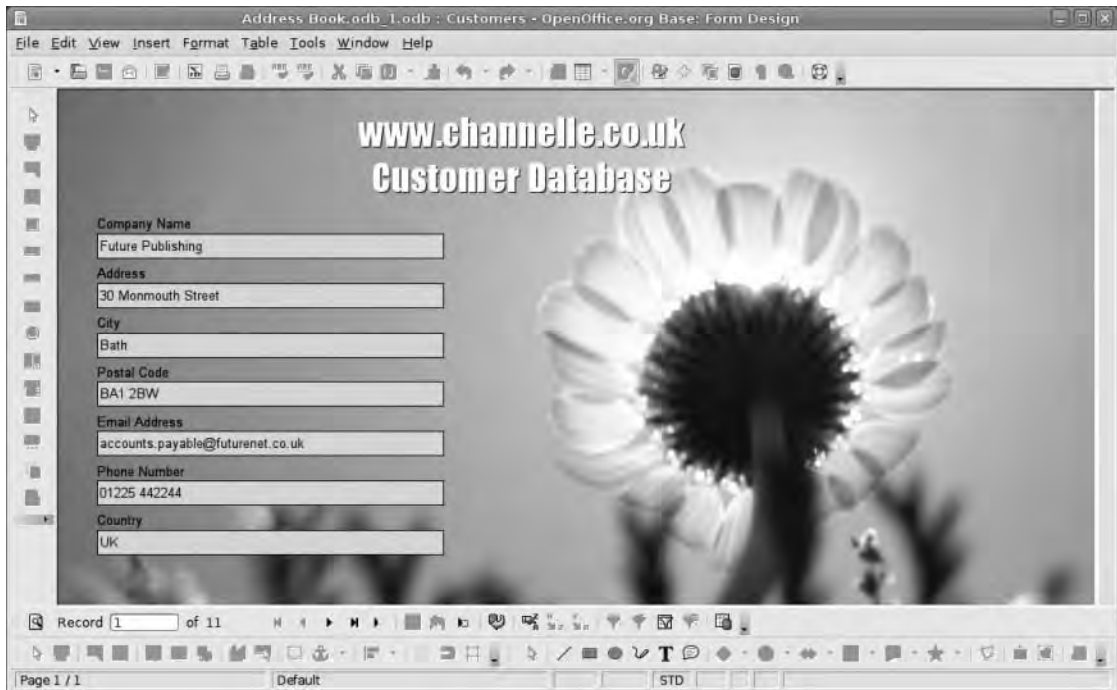 Address Book.odb_1.odb : Customers - OpenOffice.org Base: Form Design
File Edit View Insert Format Table Tools Window Help
www.channelle.co.uk
Customer Database
Company Name
Future Publishing
Address
30 Monmouth Street
City
Bath
Postal Code
BA1 2BW
Email Address
accounts.payable@futurenet.co.uk
Phone Number
01225 442244
Country
UK
Record 1 of 11
Page 1 / 1 Default STD